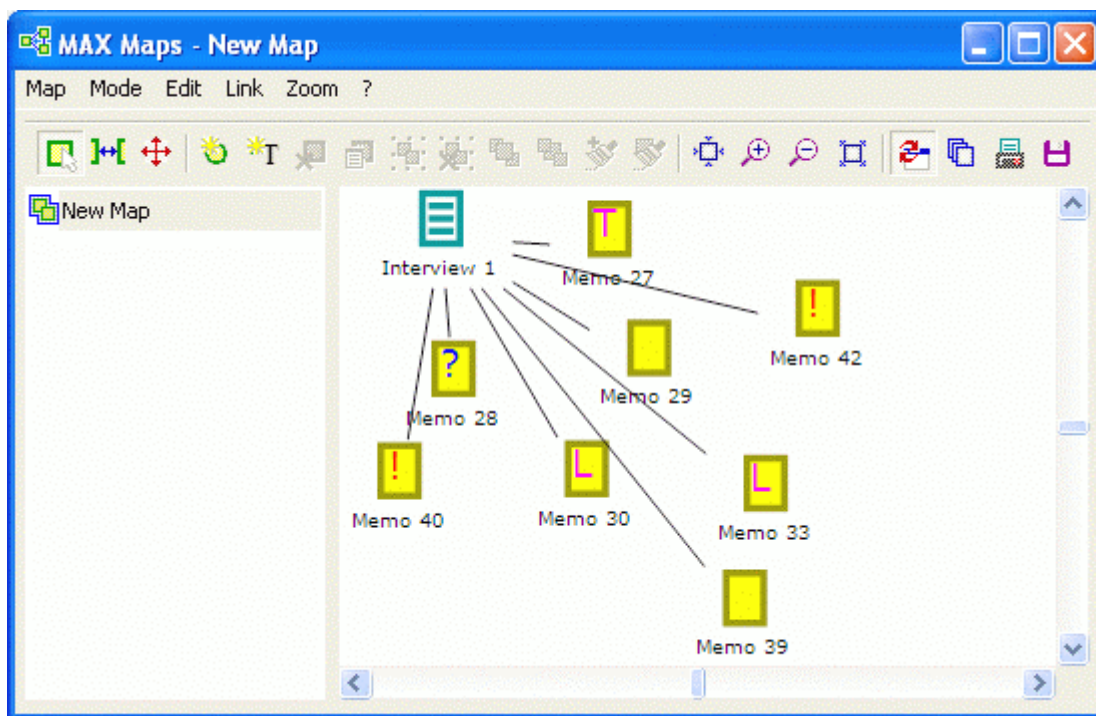 MAX Maps - New Map
Map Mode Edit Link Zoom ?
T
New Map
T
Interview 1
Memo 27
!
Memo 42
?
Memo 29
Memo 28
!
L
L
Memo 40
Memo 30
Memo 33
Memo 39